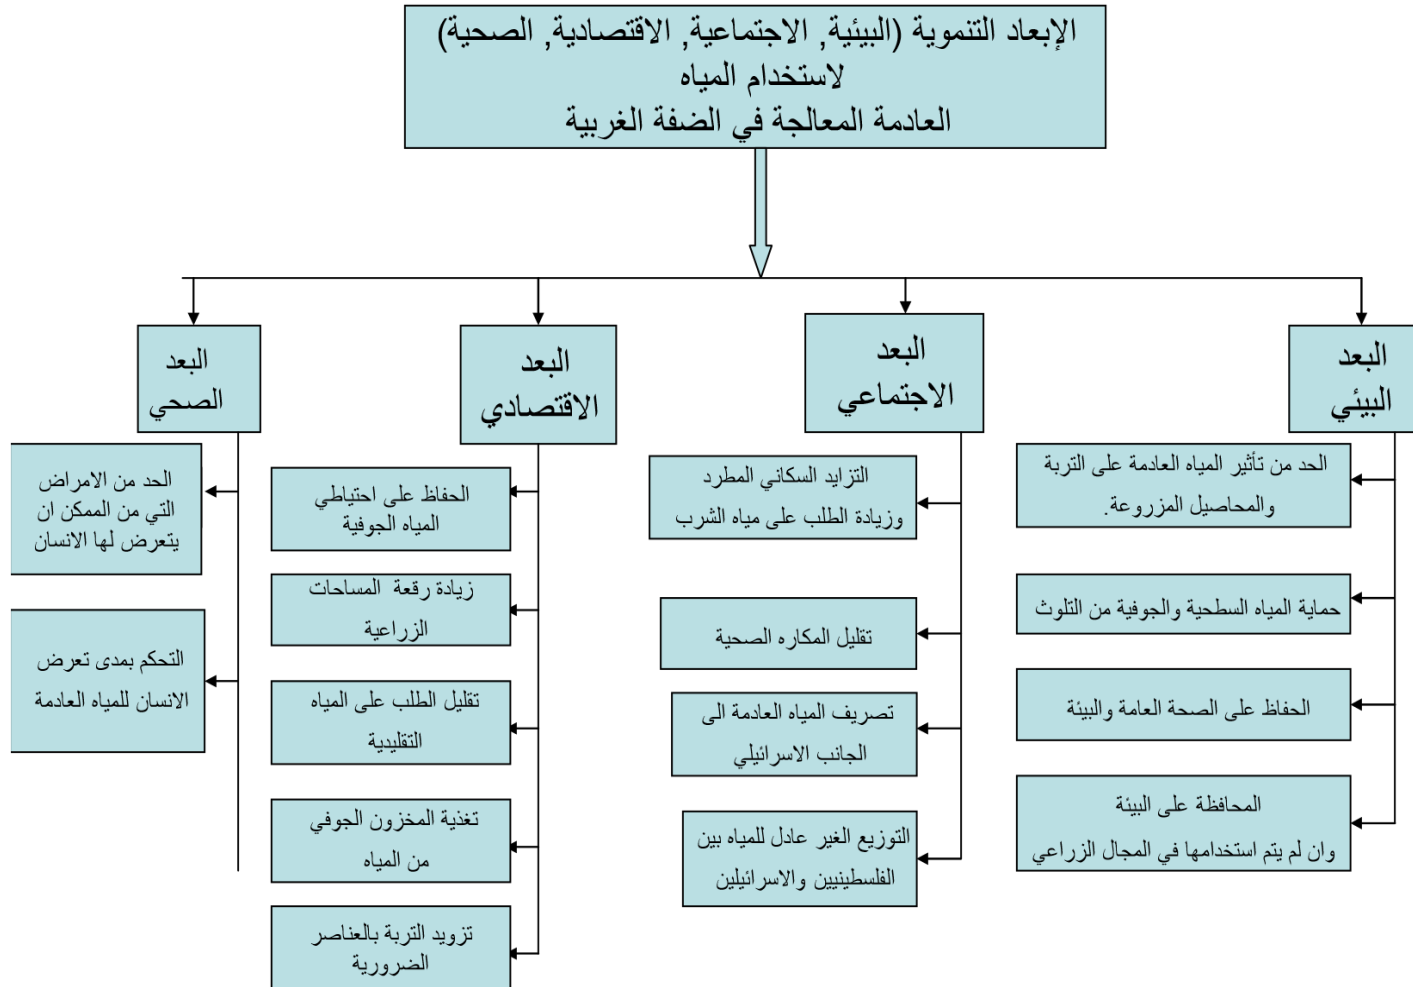 الإبعاد التنموية (البيئية, الاجتماعية, الاقتصادية, الصحية)
لاستخدام المياه
العادمة المعالجة في الضفة الغربية
البعد
البيئي
الحد من تأثير المياه العادمة على التربة
والمحاصيل المزروعة.
حماية المياه السطحية والجوفية من التلوث
الحفاظ على الصحة العامة والبيئة
المحافظة على البيئة
وان لم يتم استخدامها في المجال الزراعي
البعد
الاجتماعي
التزايد السكاني المطرد
وزيادة الطلب على مياه الشرب
تقليل المكاره الصحية
تصريف المياه العادمة الى
الجانب الاسرائيلي
التوزيع الغير عادل للمياه بين
الفلسطينيين والاسرائيلين
البعد
الاقتصادي
الحفاظ على احتياطي
المياه الجوفية
زيادة رقعة المساحات
الزراعية
تقليل الطلب على المياه
التقليدية
تغذية المخزون الجوفي
من المياه
تزويد التربة بالعناصر
الضرورية
البعد
الصحي
الحد من الامراض
التي من الممكن ان
يتعرض لها الانسان
التحكم بمدى تعرض
الانسان للمياه العادمة